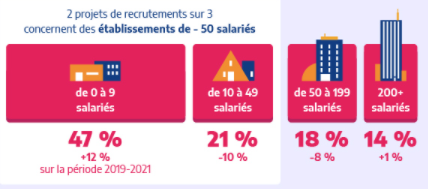 2 projets de recrutements sur 3
concernent des établissements de - 50 salariés
de 0 à 9
salariés
47 %
+12 %
sur la période 2019-2021
de 10 à 49
salariés
21 %
-10 %
de 50 à 199
salariés
18 %
-8 %
200+
salariés
14 %
+1 %